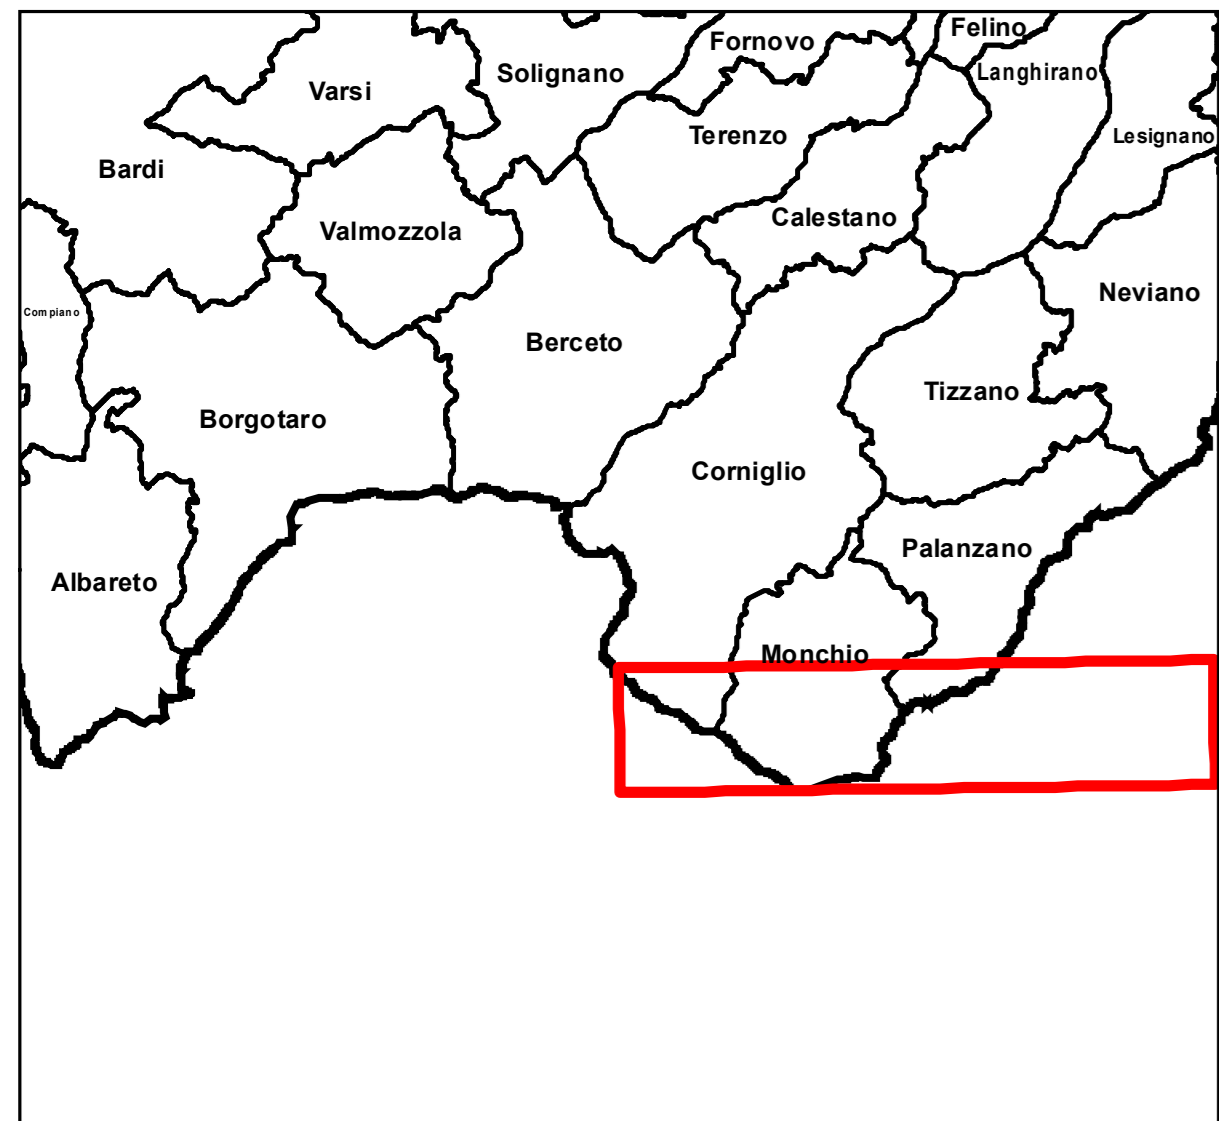 Felino
Fornovo
Solignano
Langhirano
Varsi
Terenzo
Lesignano
Bardi
Calestano
Valmozzola
Neviano
Compiano
Berceto
Tizzano
Borgotaro
Corniglio
Palanzano
Albareto
Monchio